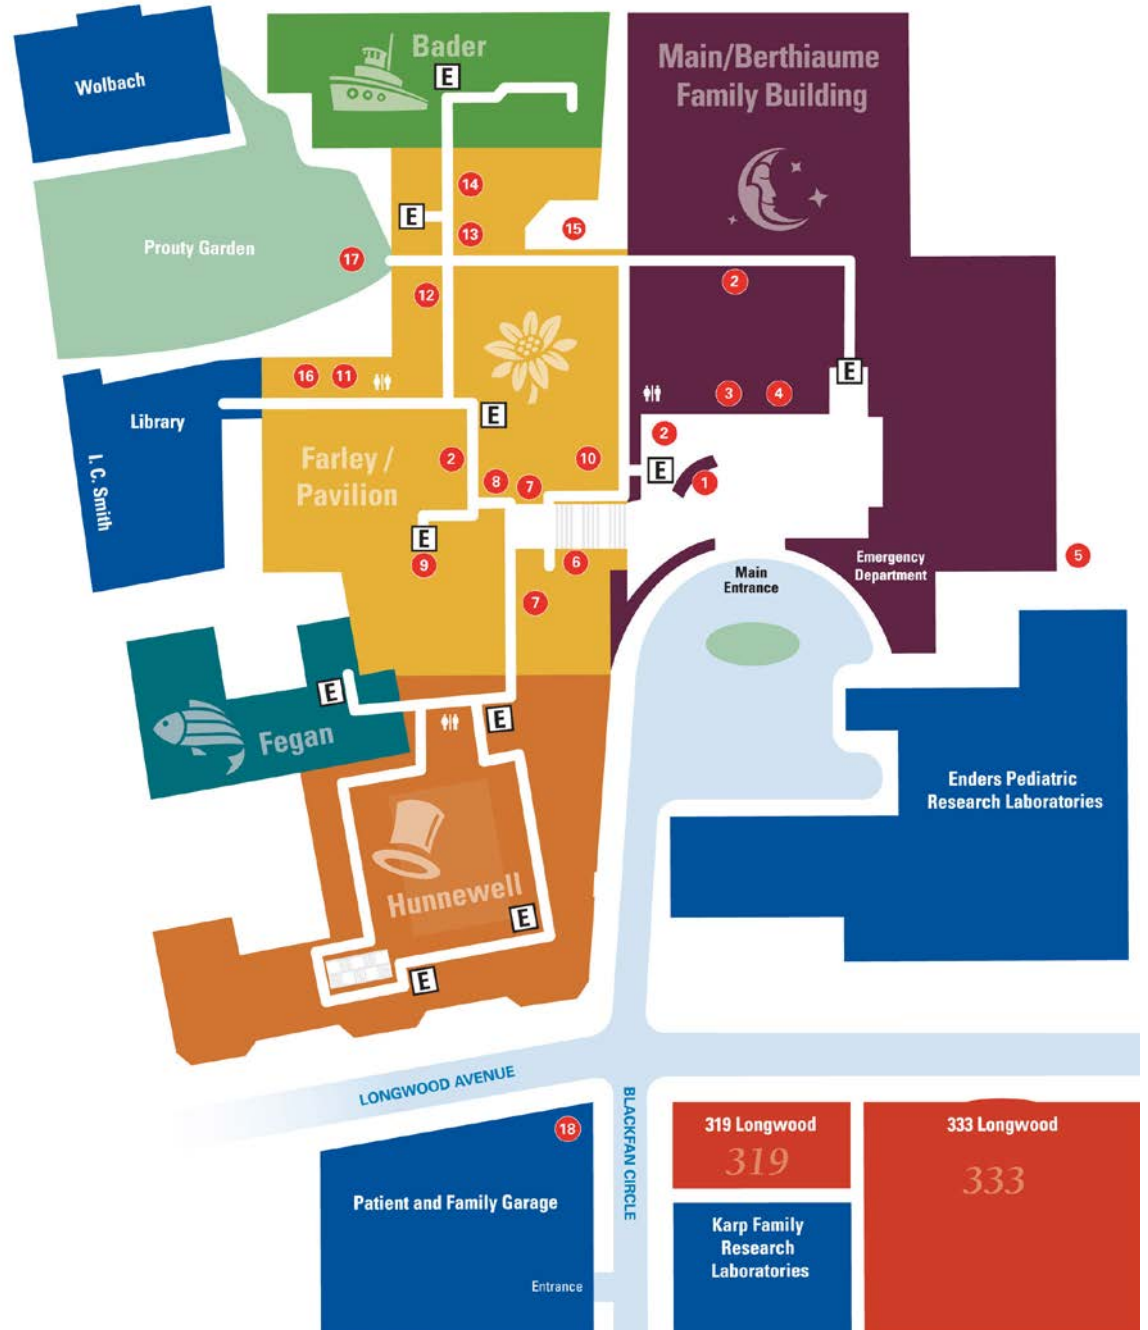 Wolbach
Bader
E
Main/Berthiaume
Family Building
14
E
13
15
Prouty Garden
17
2
12
16
11
E
3
4
Library
E
2
I. C. Smith
Farley /
Pavilion
2
10
E
8
7
1
E
9
6
Main
Entrance
Emergency
Department
5
7
E
Fegan
E
Enders Pediatric
Research Laboratories
Hunnewell
E
E
LONGWOOD AVENUE
BLACKFAN CIRCLE
18
319 Longwood
319
333 Longwood
333
Patient and Family Garage
Karp Family
Research
Laboratories
Entrance